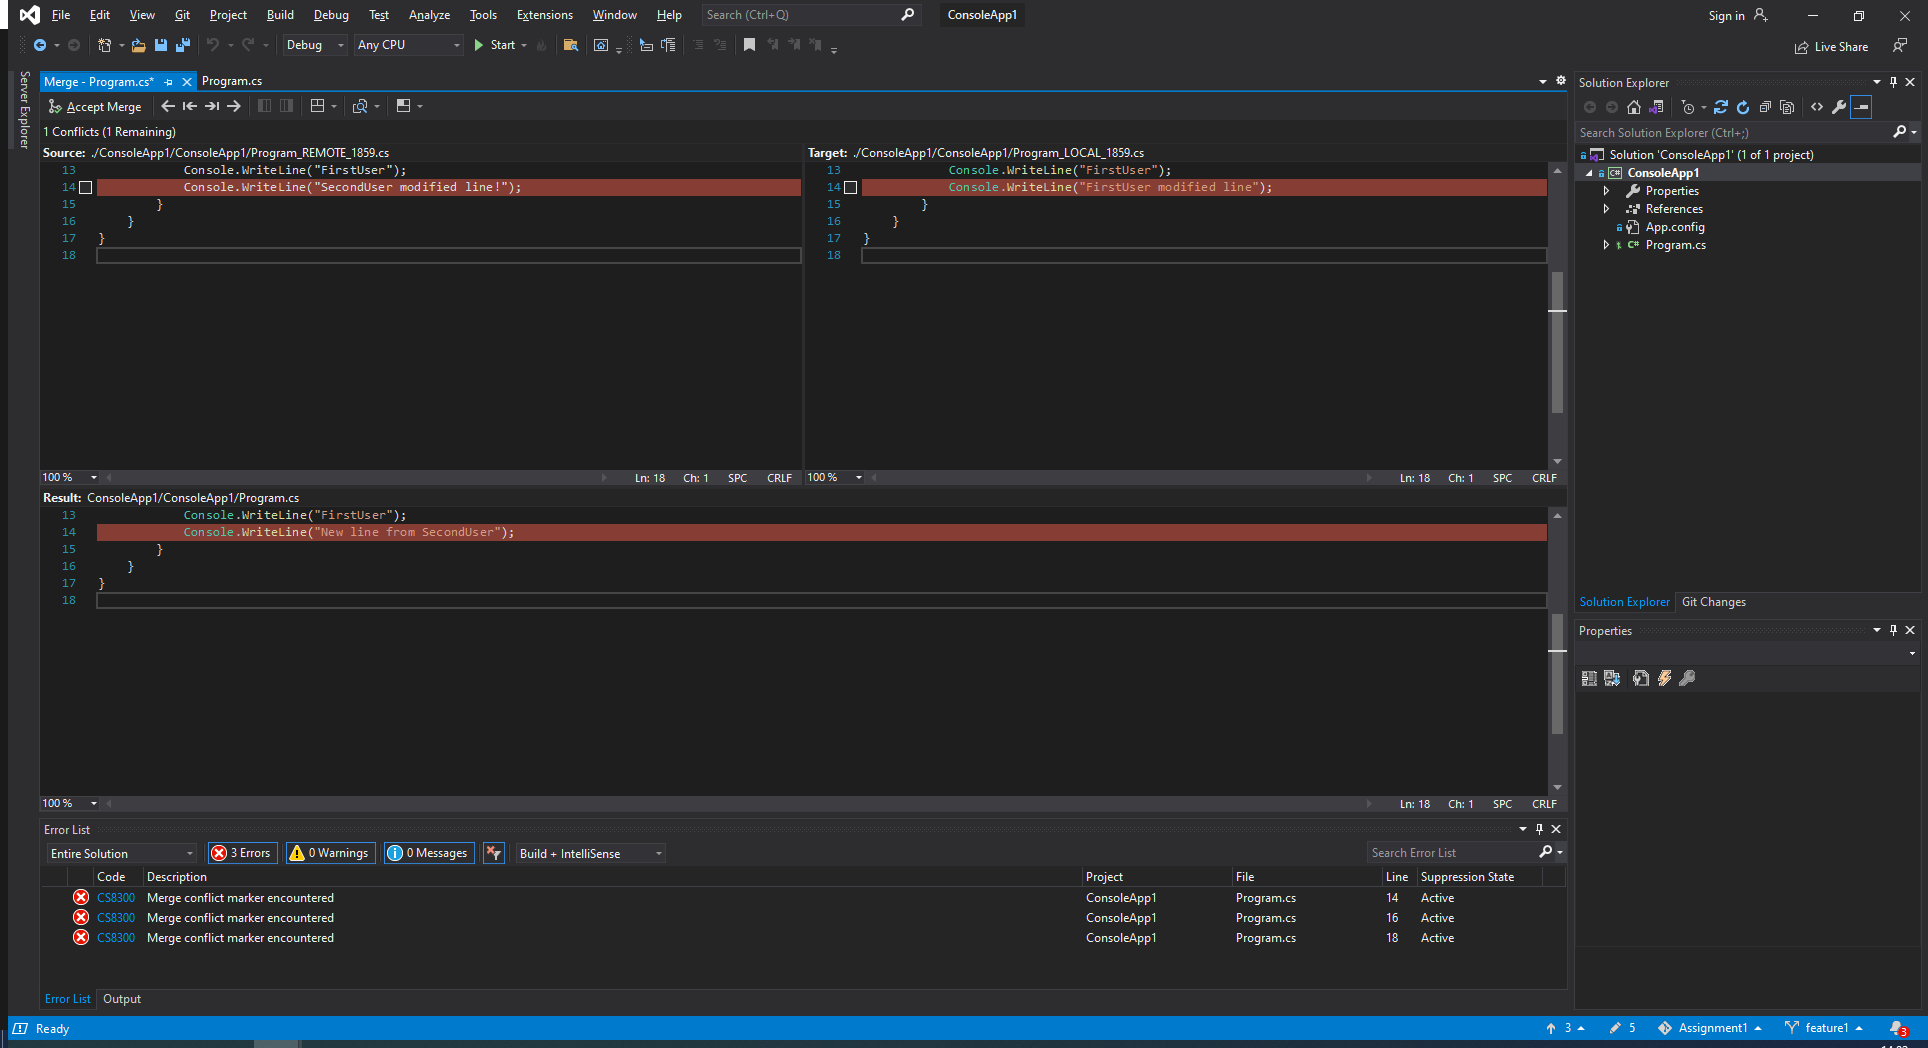 File Edit View Git Project Build Debug Test Analyze Tools Extensions Window Help Search (Ctrl+Q) ConsoleApp1 Sign in
Debug Any CPU Start Live Share
Server Explorer
Merge - Program.cs* Program.cs
Accept Merge
1 Conflicts (1 Remaining)
Source: ./ConsoleApp1/ConsoleApp1/Program_REMOTE_1859.cs
13 Console.WriteLine("FirstUser");
14 Console.WriteLine("SecondUser modified line!");
15 }
16 }
17 }
18
100 % Ln: 18 Ch: 1 SPC CRLF
Target: ./ConsoleApp1/ConsoleApp1/Program_LOCAL_1859.cs
13 Console.WriteLine("FirstUser");
14 Console.WriteLine("FirstUser modified line");
15 }
16 }
17 }
18
100 % Ln: 18 Ch: 1 SPC CRLF
Result: ConsoleApp1/ConsoleApp1/Program.cs
13 Console.WriteLine("FirstUser");
14 Console.WriteLine("New line from SecondUser");
15 }
16 }
17 }
18
100 % Ln: 18 Ch: 1 SPC CRLF
Error List
Entire Solution 3 Errors 0 Warnings 0 Messages Build + IntelliSense Search Error List
Code Description Project File Line Suppression State
CS8300 Merge conflict marker encountered ConsoleApp1 Program.cs 14 Active
CS8300 Merge conflict marker encountered ConsoleApp1 Program.cs 16 Active
CS8300 Merge conflict marker encountered ConsoleApp1 Program.cs 18 Active
Error List Output
Solution Explorer
Search Solution Explorer (Ctrl+;)
Solution 'ConsoleApp1' (1 of 1 project)
C# ConsoleApp1
Properties
References
App.config
C# Program.cs
Solution Explorer Git Changes
Properties
Ready 3 5 Assignment1 feature1 3